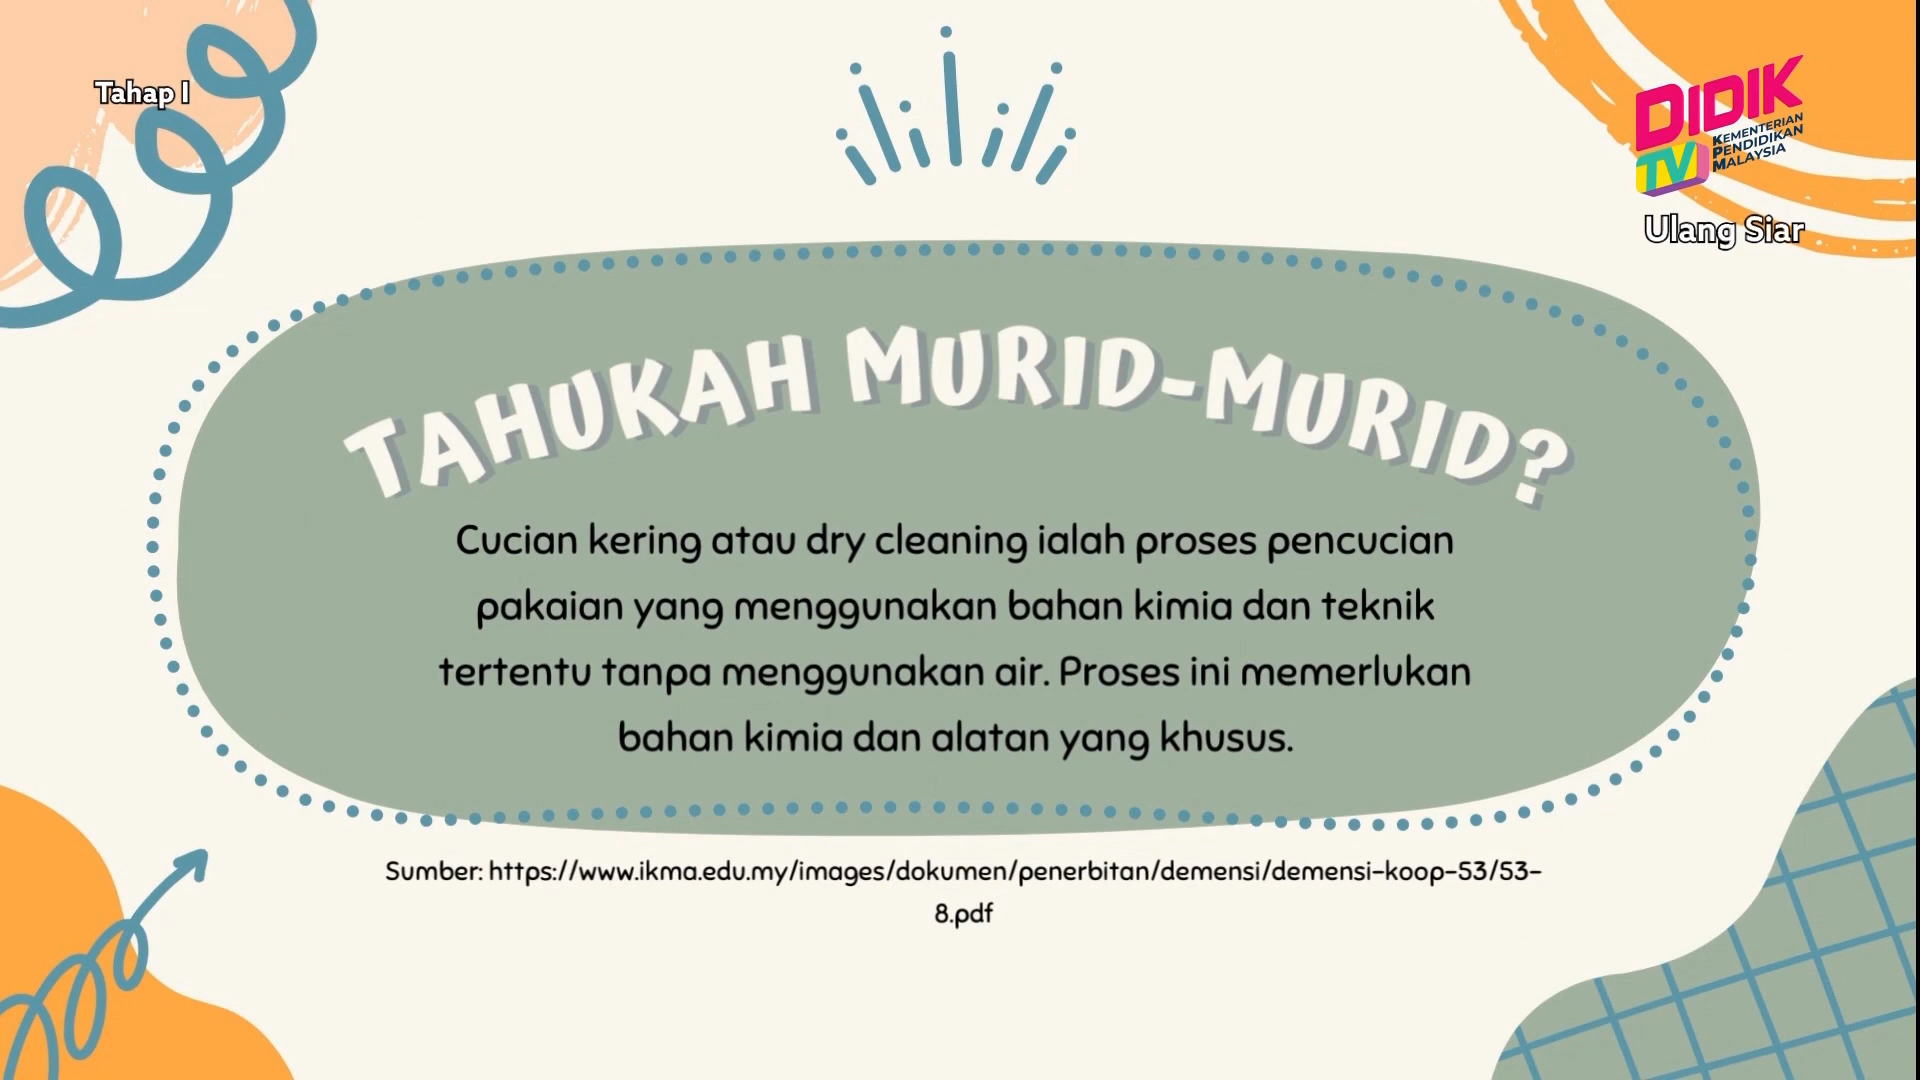 Tahap I
DIDIK
TV
KEMENTERIAN
PENDIDIKAN
MALAYSIA
Ulang Siar
TAHUKAH MURID-MURID?
Cucian kering atau dry cleaning ialah proses pencucian
pakaian yang menggunakan bahan kimia dan teknik
tertentu tanpa menggunakan air. Proses ini memerlukan
bahan kimia dan alatan yang khusus.
Sumber: https://www.ikma.edu.my/images/dokumen/penerbitan/demensi/demensi-koop-53/53-
8.pdf